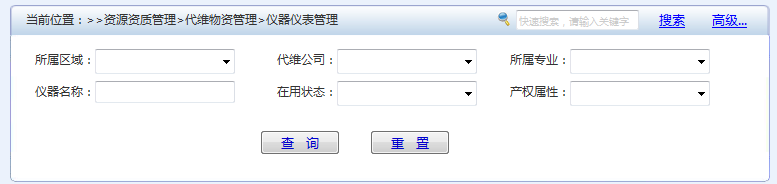 当前位置：>>资源资质管理>代维物资管理>仪器仪表管理 快速搜索，请输入关键字 搜索 高级...
所属区域： 代维公司： 所属专业：
仪器名称： 在用状态： 产权属性：
查 询 重 置